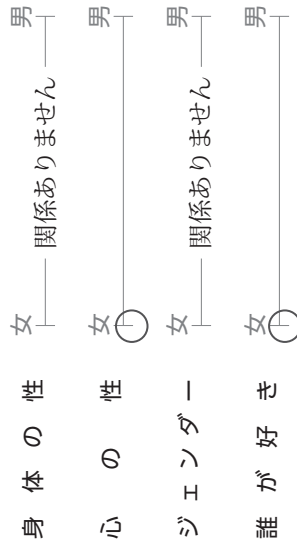 身体の性 女 関係ありません 男
心の性 女 男
ジェンダー 女 関係ありません 男
誰が好き 女 男